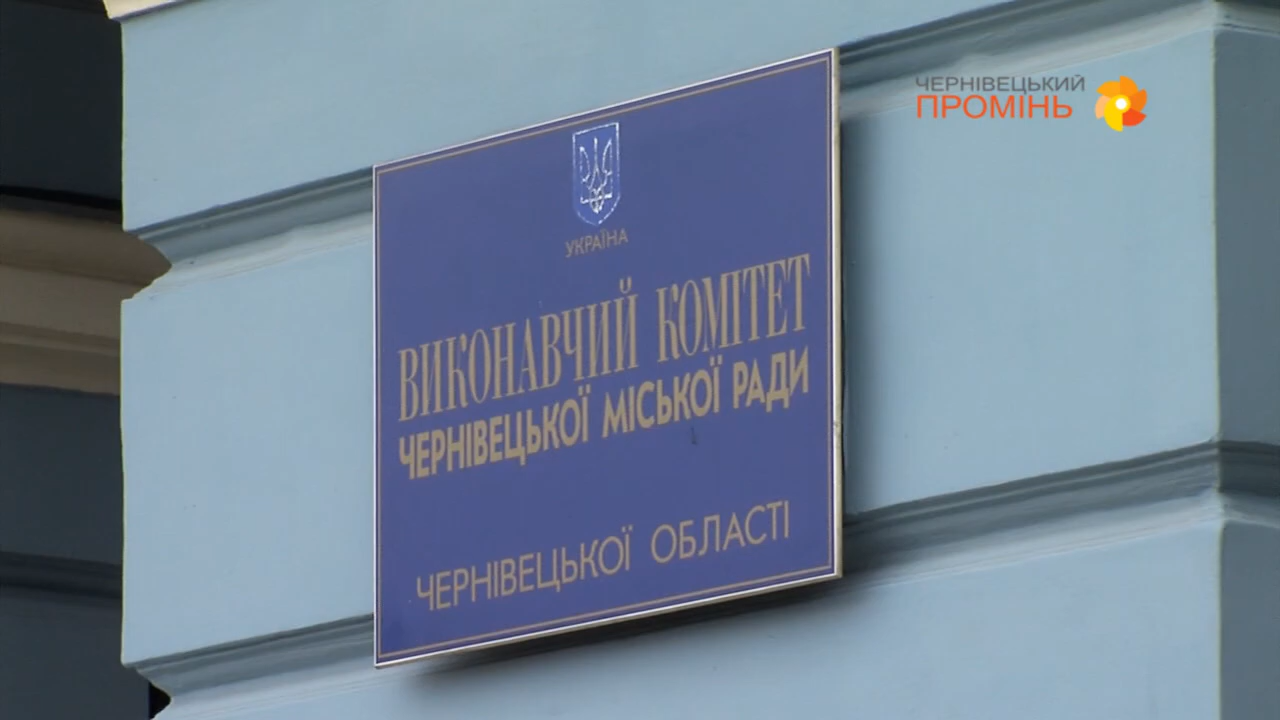 ЧЕРНІВЕЦЬКИЙ
ПРОМІНЬ
УКРАЇНА
ВИКОНАВЧИЙ КОМІТЕТ
ЧЕРНІВЕЦЬКОЇ МІСЬКОЇ РАДИ
ЧЕРНІВЕЦЬКОЇ ОБЛАСТІ